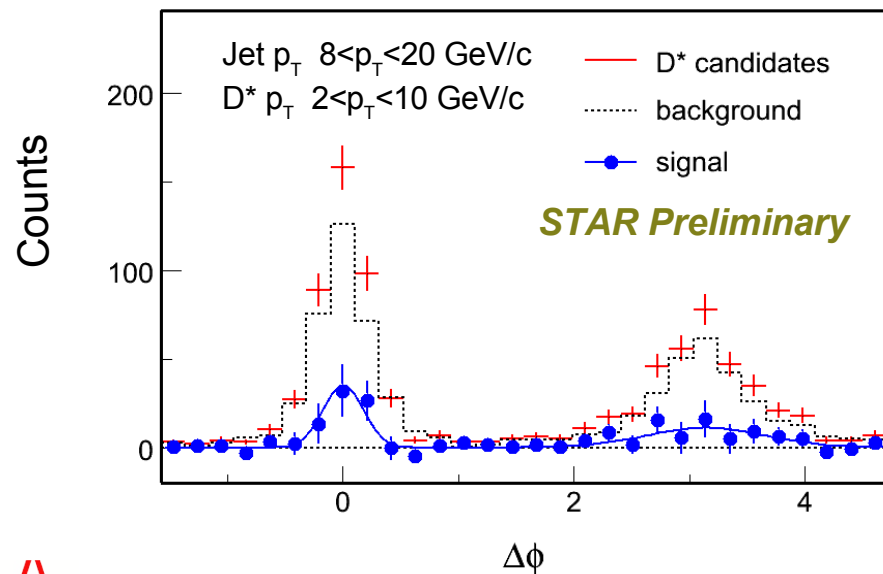 Jet p_T 8<p_T<20 GeV/c
D* p_T 2<p_T<10 GeV/c
D* candidates
background
signal
STAR Preliminary
Counts
200
100
0
0 2 4
Δϕ